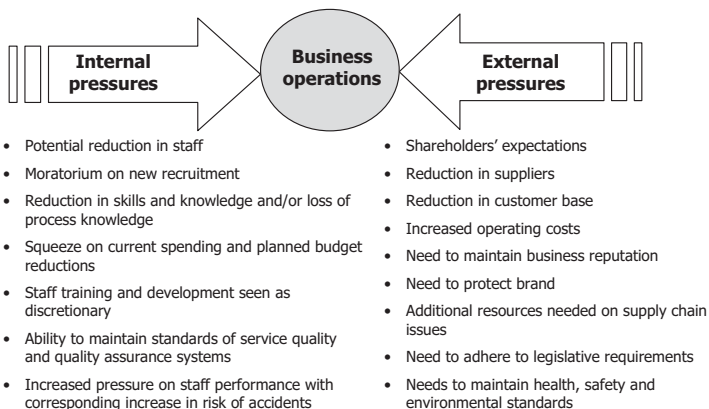 Internal
pressures
Business
operations
External
pressures
• Potential reduction in staff
• Moratorium on new recruitment
• Reduction in skills and knowledge and/or loss of
process knowledge
• Squeeze on current spending and planned budget
reductions
• Staff training and development seen as
discretionary
• Ability to maintain standards of service quality
and quality assurance systems
• Increased pressure on staff performance with
corresponding increase in risk of accidents
• Shareholders’ expectations
• Reduction in suppliers
• Reduction in customer base
• Increased operating costs
• Need to maintain business reputation
• Need to protect brand
• Additional resources needed on supply chain
issues
• Need to adhere to legislative requirements
• Needs to maintain health, safety and
environmental standards